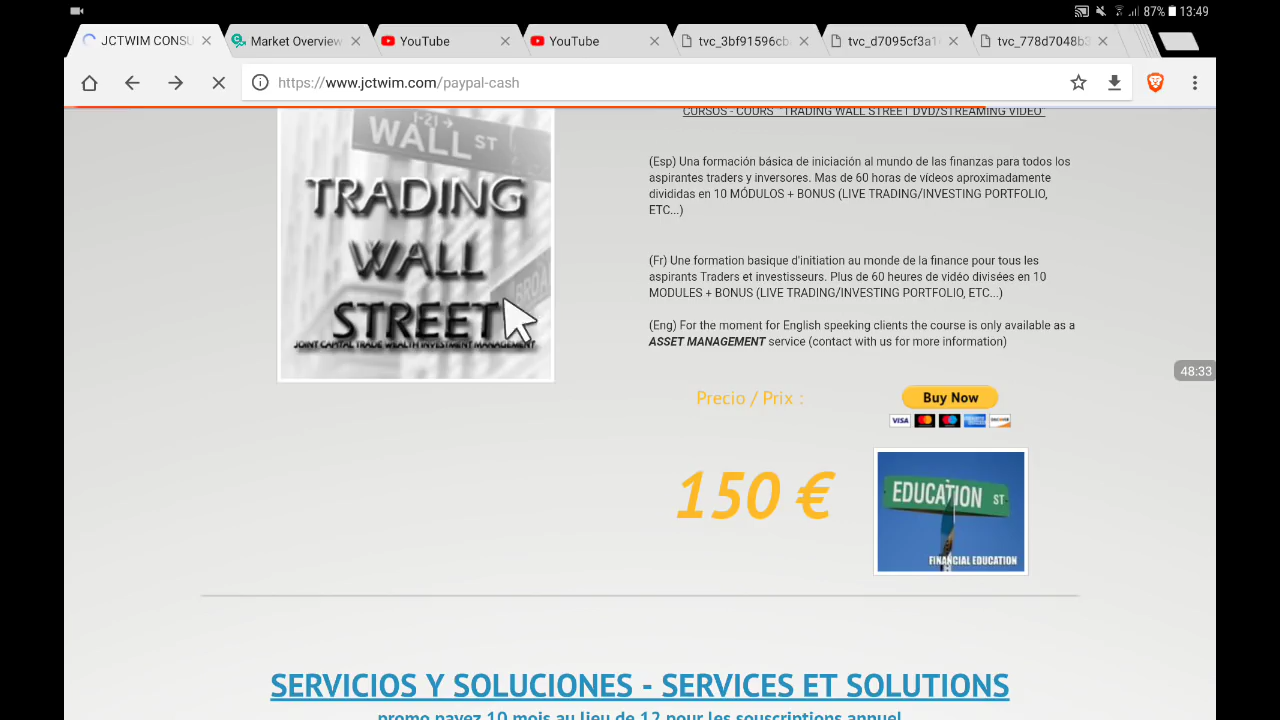 87% 13:49
JCTWIM CONSU
Market Overview
YouTube
YouTube
tvc_3bf91596cb
tvc_d7095cf3a1
tvc_778d7048b
https://www.jctwim.com/paypal-cash
CURSOS - COURS "TRADING WALL STREET DVD/STREAMING VIDEO"
1-21
WALL ST
TRADING
WALL
STREET
BROA
JOINT CAPITAL TRADE WEALTH INVESTMENT MANAGEMENT
(Esp) Una formación básica de iniciación al mundo de las finanzas para todos los
aspirantes traders y inversores. Mas de 60 horas de vídeos aproximadamente
divididas en 10 MÓDULOS + BONUS (LIVE TRADING/INVESTING PORTFOLIO,
ETC...)
(Fr) Une formation basique d'initiation au monde de la finance pour tous les
aspirants Traders et investisseurs. Plus de 60 heures de vidéo divisées en 10
MODULES + BONUS (LIVE TRADING/INVESTING PORTFOLIO, ETC...)
(Eng) For the moment for English speeking clients the course is only available as a
ASSET MANAGEMENT service (contact with us for more information)
48:33
Precio / Prix :
Buy Now
VISA
150 €
EDUCATION ST
FINANCIAL EDUCATION
SERVICIOS Y SOLUCIONES - SERVICES ET SOLUTIONS
promo payez 10 mois au lieu de 12 pour les souscriptions annuel